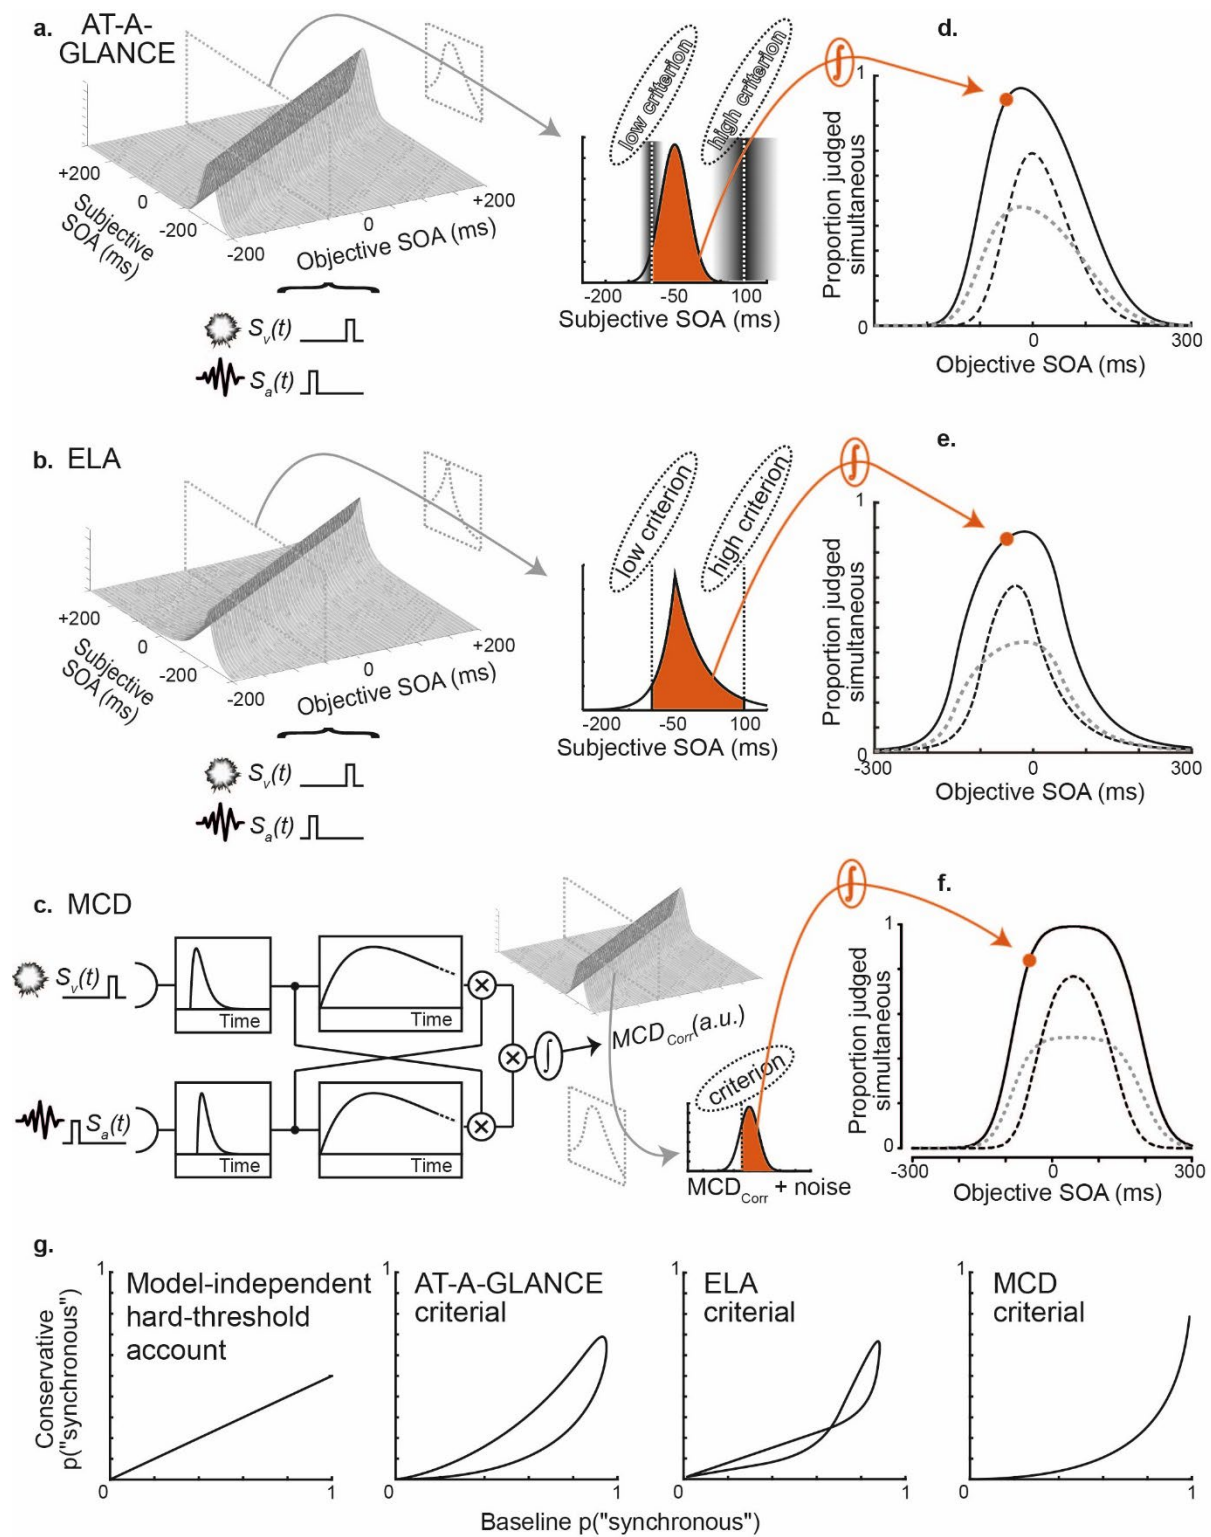 a. AT-A-
GLANCE
+200
0
-200
Subjective
SOA (ms)
-200
0
+200
Objective SOA (ms)
Sv(t)
Sa(t)
low criterion
high criterion
-200
-50
100
Subjective SOA (ms)
d.
1
Proportion judged
simultaneous
0
0
300
Objective SOA (ms)
b. ELA
+200
0
-200
Subjective
SOA (ms)
-200
0
+200
Objective SOA (ms)
Sv(t)
Sa(t)
low criterion
high criterion
-200
-50
100
Subjective SOA (ms)
e.
1
Proportion judged
simultaneous
0
-300
0
300
Objective SOA (ms)
c. MCD
Sv(t)
Time
Time
Sa(t)
Time
Time
∫
MCDCorr(a.u.)
criterion
MCDCorr + noise
f.
1
Proportion judged
simultaneous
0
-300
0
300
Objective SOA (ms)
g.
Conservative
p("synchronous")
1
0
0
1
Model-independent
hard-threshold
account
1
0
0
1
AT-A-GLANCE
criterial
1
0
0
1
ELA
criterial
1
0
0
1
MCD
criterial
Baseline p("synchronous")